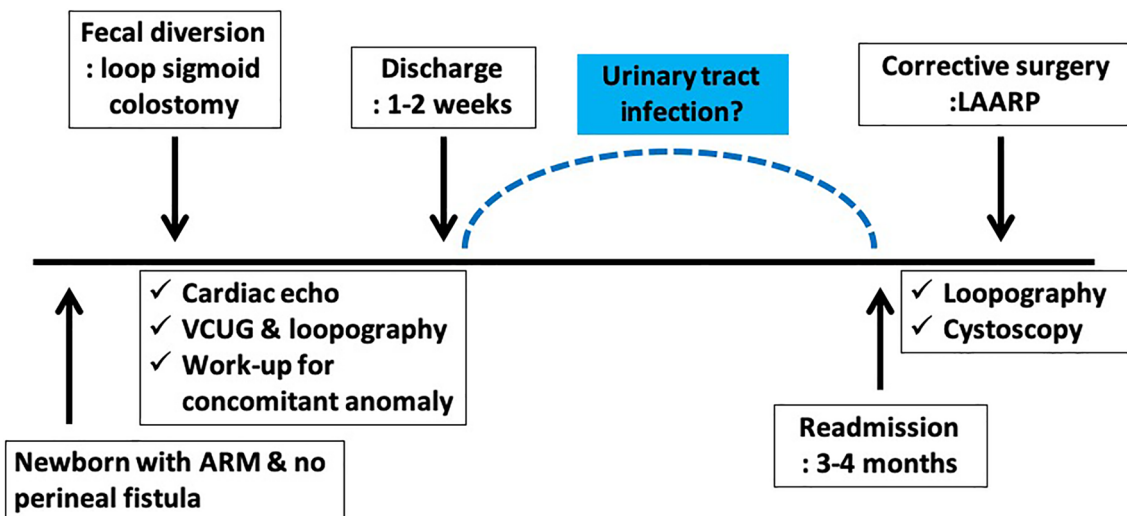 Fecal diversion
: loop sigmoid
colostomy
Discharge
: 1-2 weeks
Urinary tract
infection?
Corrective surgery
:LAARP
✓ Cardiac echo
✓ VCUG & loopography
✓ Work-up for
concomitant anomaly
✓ Loopography
✓ Cystoscopy
Newborn with ARM & no
perineal fistula
Readmission
: 3-4 months